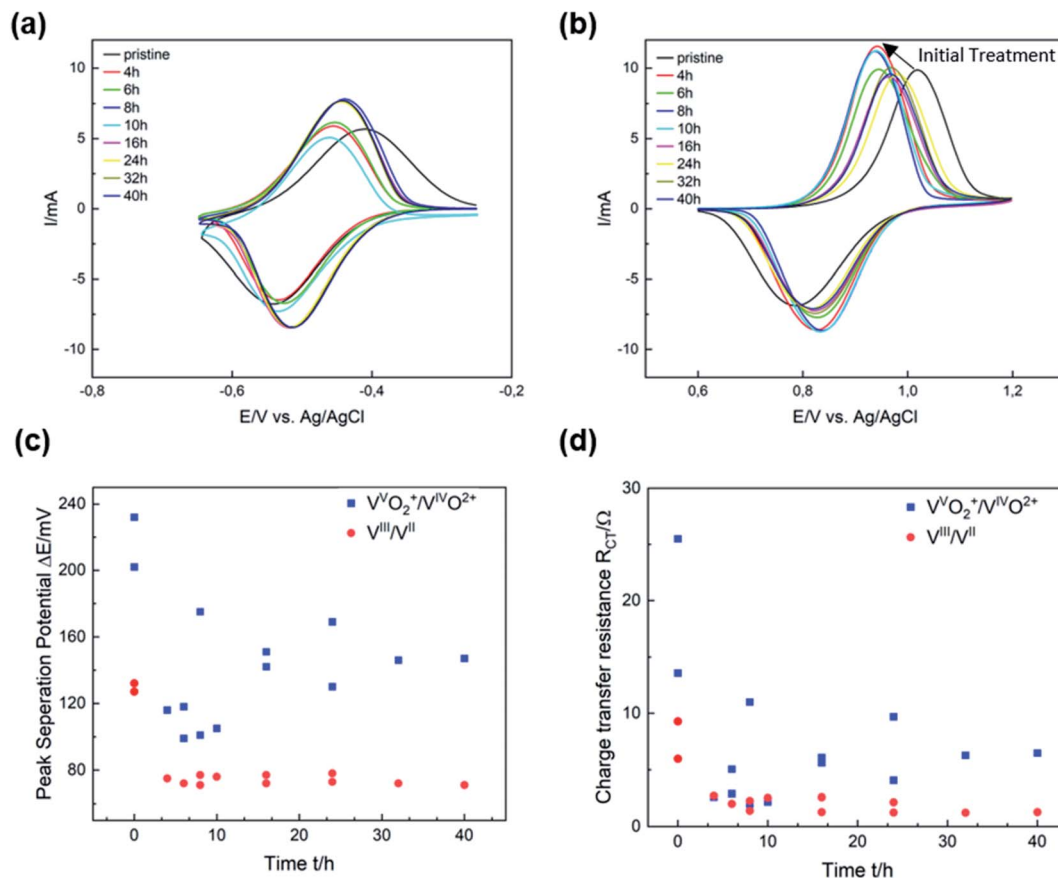 (a)
pristine
4h
6h
8h
10h
16h
24h
32h
40h
10
5
0
-5
-10
I/mA
-0,8
-0,6
-0,4
-0,2
E/V vs. Ag/AgCl
(b)
pristine
4h
6h
8h
10h
16h
24h
32h
40h
Initial Treatment
10
5
0
-5
-10
I/mA
0,6
0,8
1,0
1,2
E/V vs. Ag/AgCl
(c)
VⱽO₂⁺/VᴵⱽO²⁺
Vᴵᴵᴵ/Vᴵᴵ
240
200
160
120
80
Peak Seperation Potential ΔE/mV
0
10
20
30
40
Time t/h
(d)
VⱽO₂⁺/VᴵⱽO²⁺
Vᴵᴵᴵ/Vᴵᴵ
30
20
10
0
Charge transfer resistance R_CT/Ω
0
10
20
30
40
Time t/h